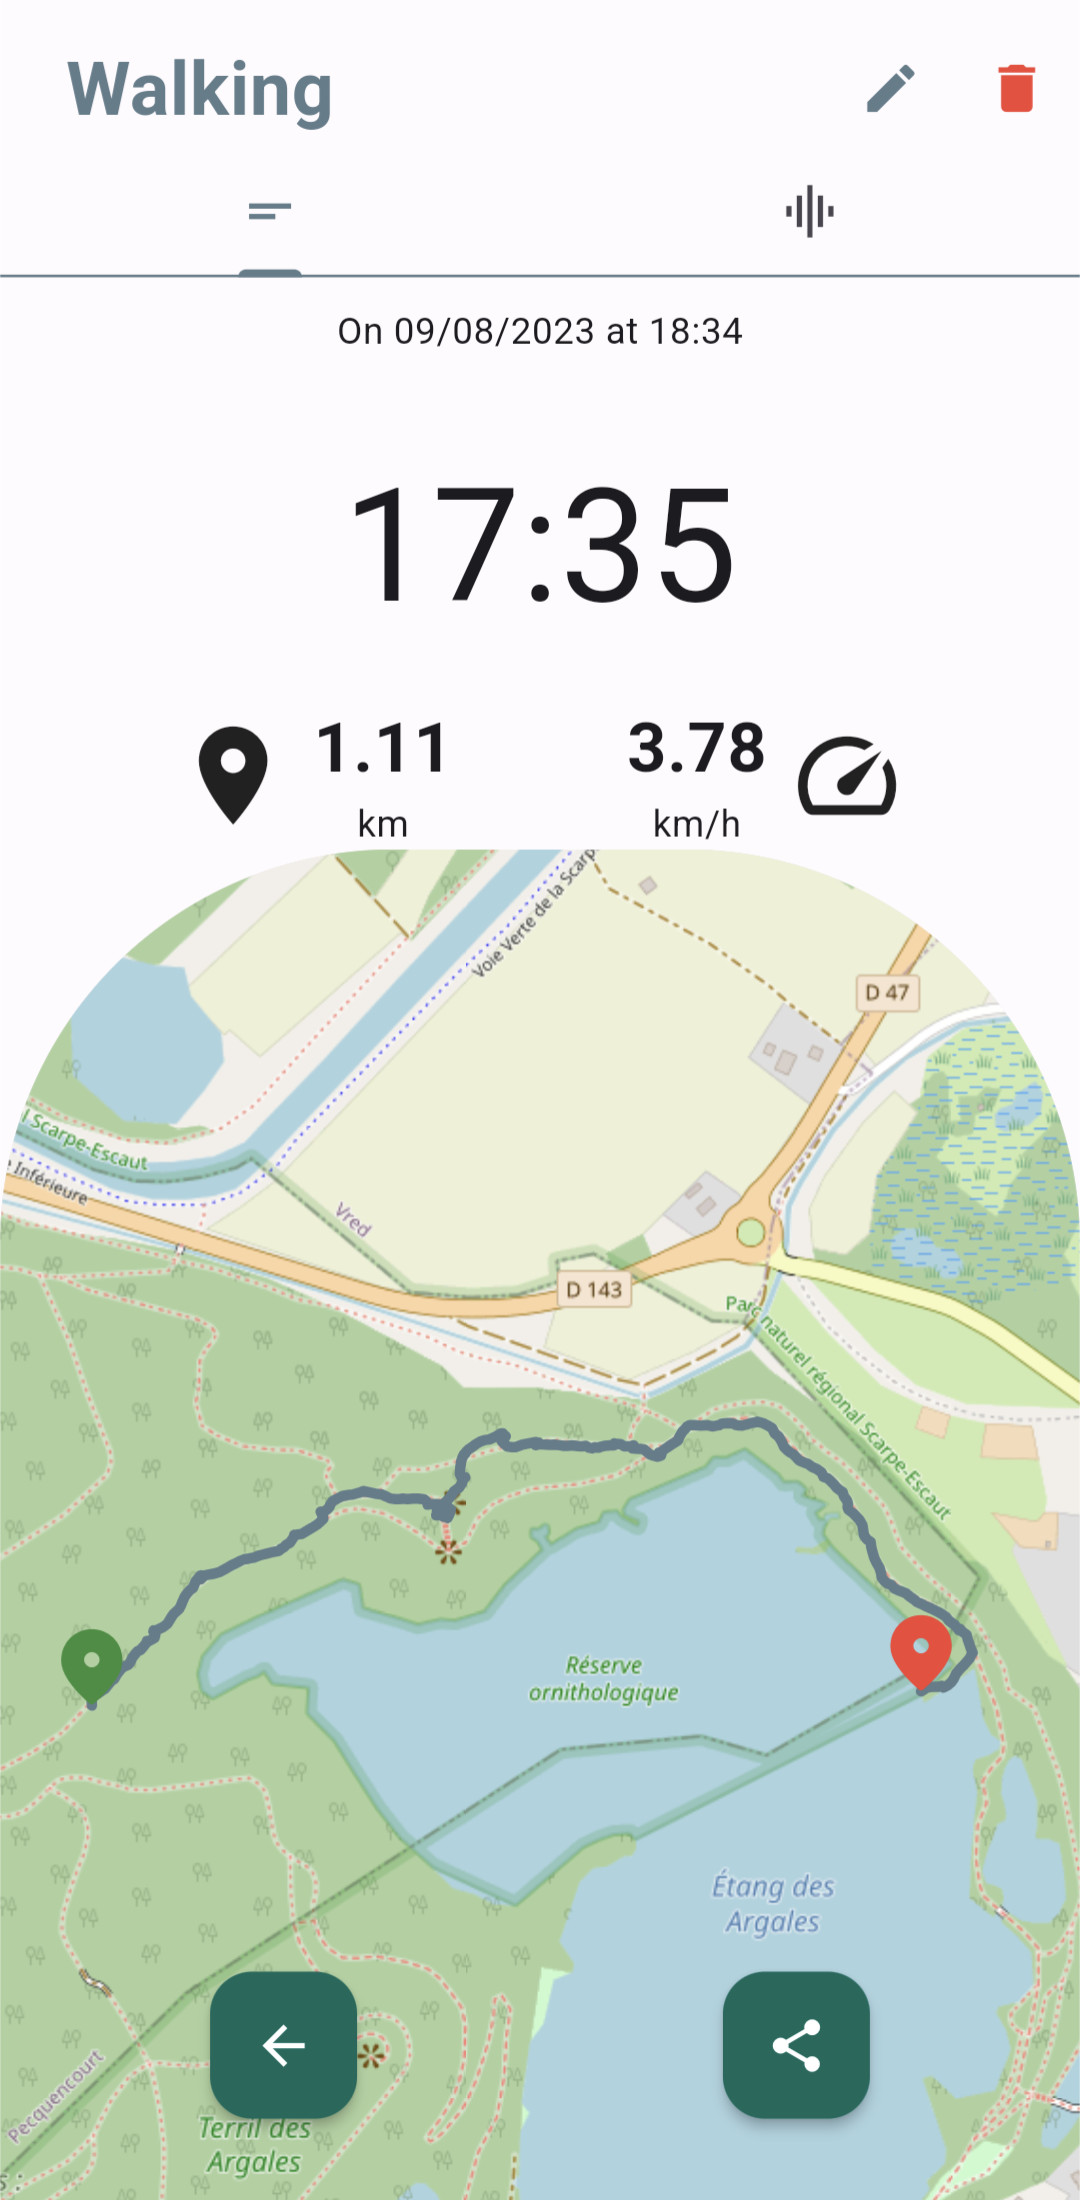 Walking
On 09/08/2023 at 18:34
17:35
1.11
km
3.78
km/h
Voie Verte de la Scarp
D 47
l Scarpe-Escaut
e Inférieure
Vred
D 143
Parc naturel régional Scarpe-Escaut
Réserve
ornithologique
Étang des
Argales
Pecquencourt
Terril des
Argales